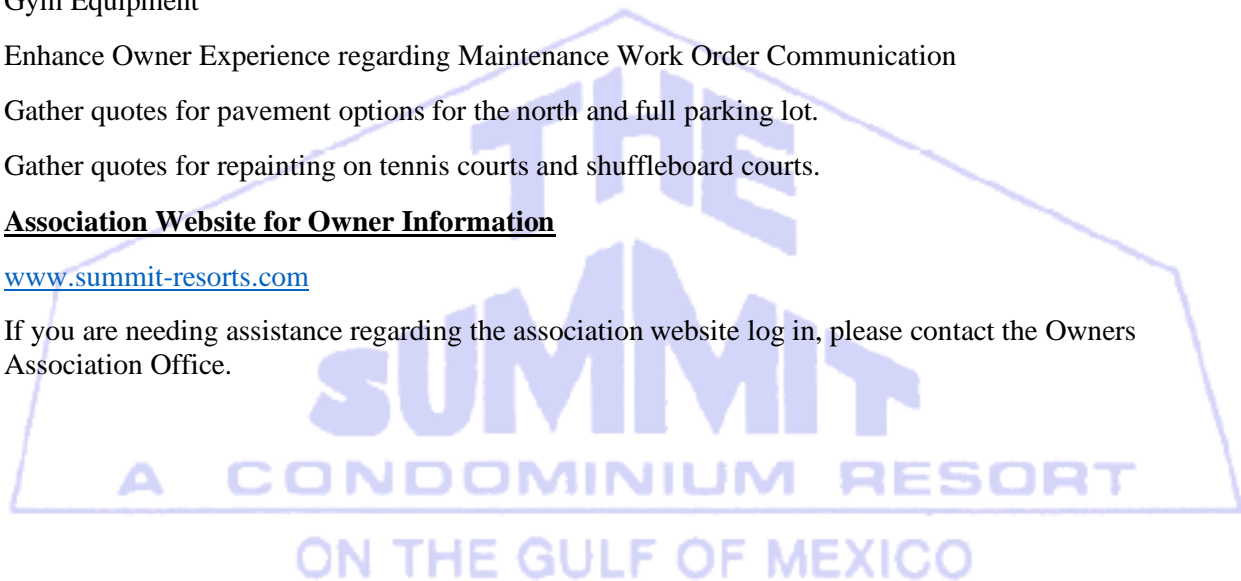 Gym Equipment
Enhance Owner Experience regarding Maintenance Work Order Communication
Gather quotes for pavement options for the north and full parking lot.
Gather quotes for repainting on tennis courts and shuffleboard courts.
Association Website for Owner Information
www.summit-resorts.com
If you are needing assistance regarding the association website log in, please contact the Owners
Association Office.
THE
SUMMIT
A CONDOMINIUM RESORT
ON THE GULF OF MEXICO